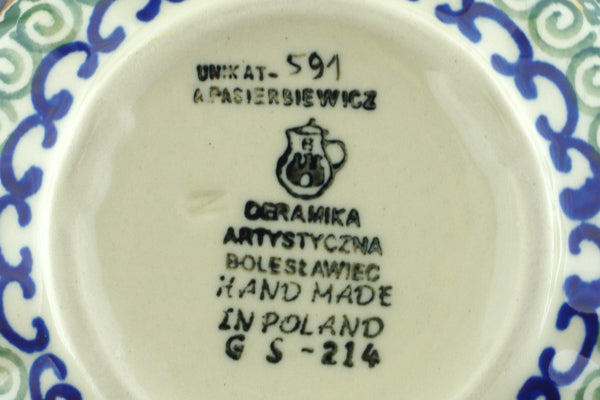 UNIKAT-591
A.PASIERBIEWICZ
CERAMIKA
ARTYSTYCZNA
BOLESŁAWIEC
HAND MADE
IN POLAND
G S-214